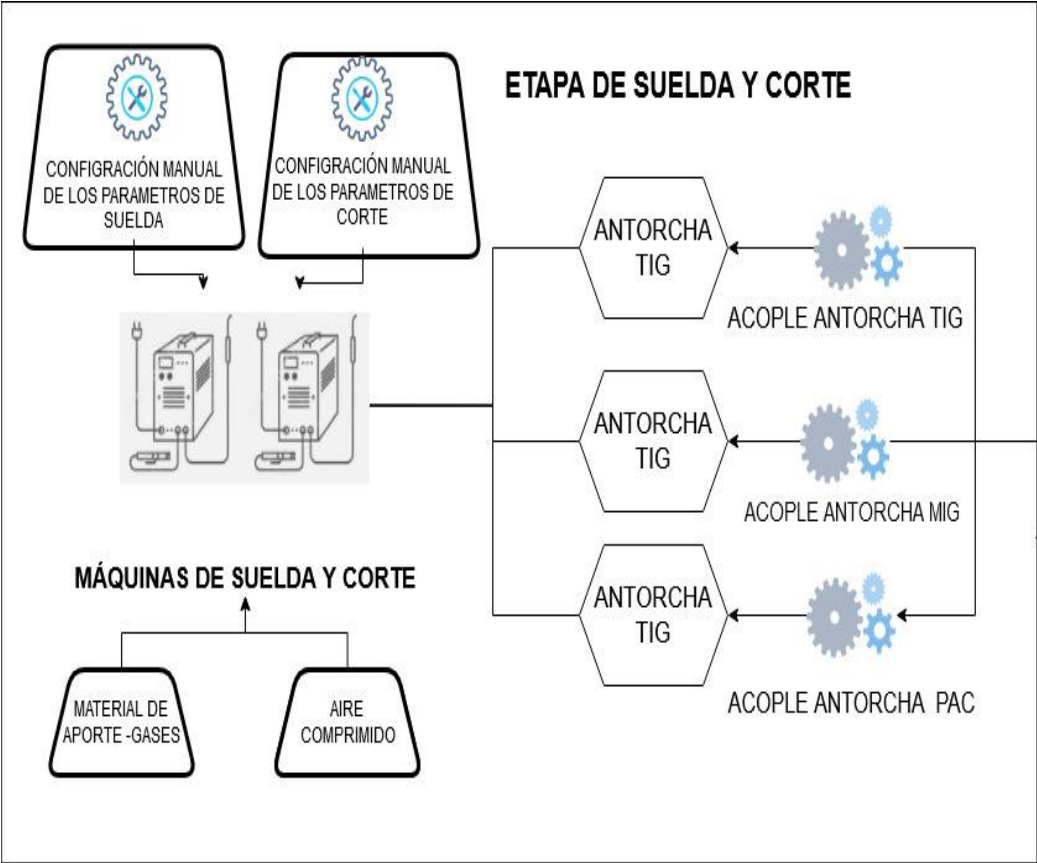 CONFIGRACIÓN MANUAL
DE LOS PARAMETROS DE
SUELDA
CONFIGRACIÓN MANUAL
DE LOS PARAMETROS DE
CORTE
ETAPA DE SUELDA Y CORTE
ANTORCHA
TIG
ACOPLE ANTORCHA TIG
ANTORCHA
TIG
ACOPLE ANTORCHA MIG
ANTORCHA
TIG
ACOPLE ANTORCHA PAC
MÁQUINAS DE SUELDA Y CORTE
MATERIAL DE
APORTE -GASES
AIRE
COMPRIMIDO